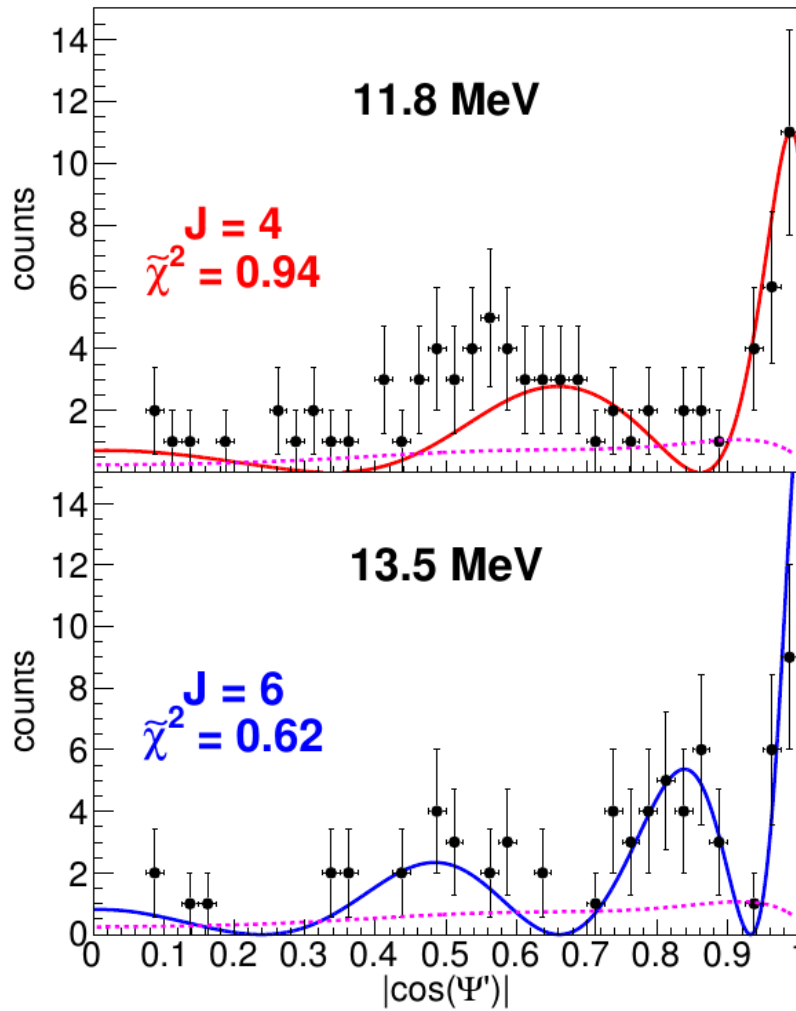 14
12
11.8 MeV
10
counts
8
J = 4
χ̃² = 0.94
6
4
2
14
12
13.5 MeV
10
counts
8
J = 6
χ̃² = 0.62
6
4
2
0
0 0.1 0.2 0.3 0.4 0.5 0.6 0.7 0.8 0.9
|cos(Ψ')|